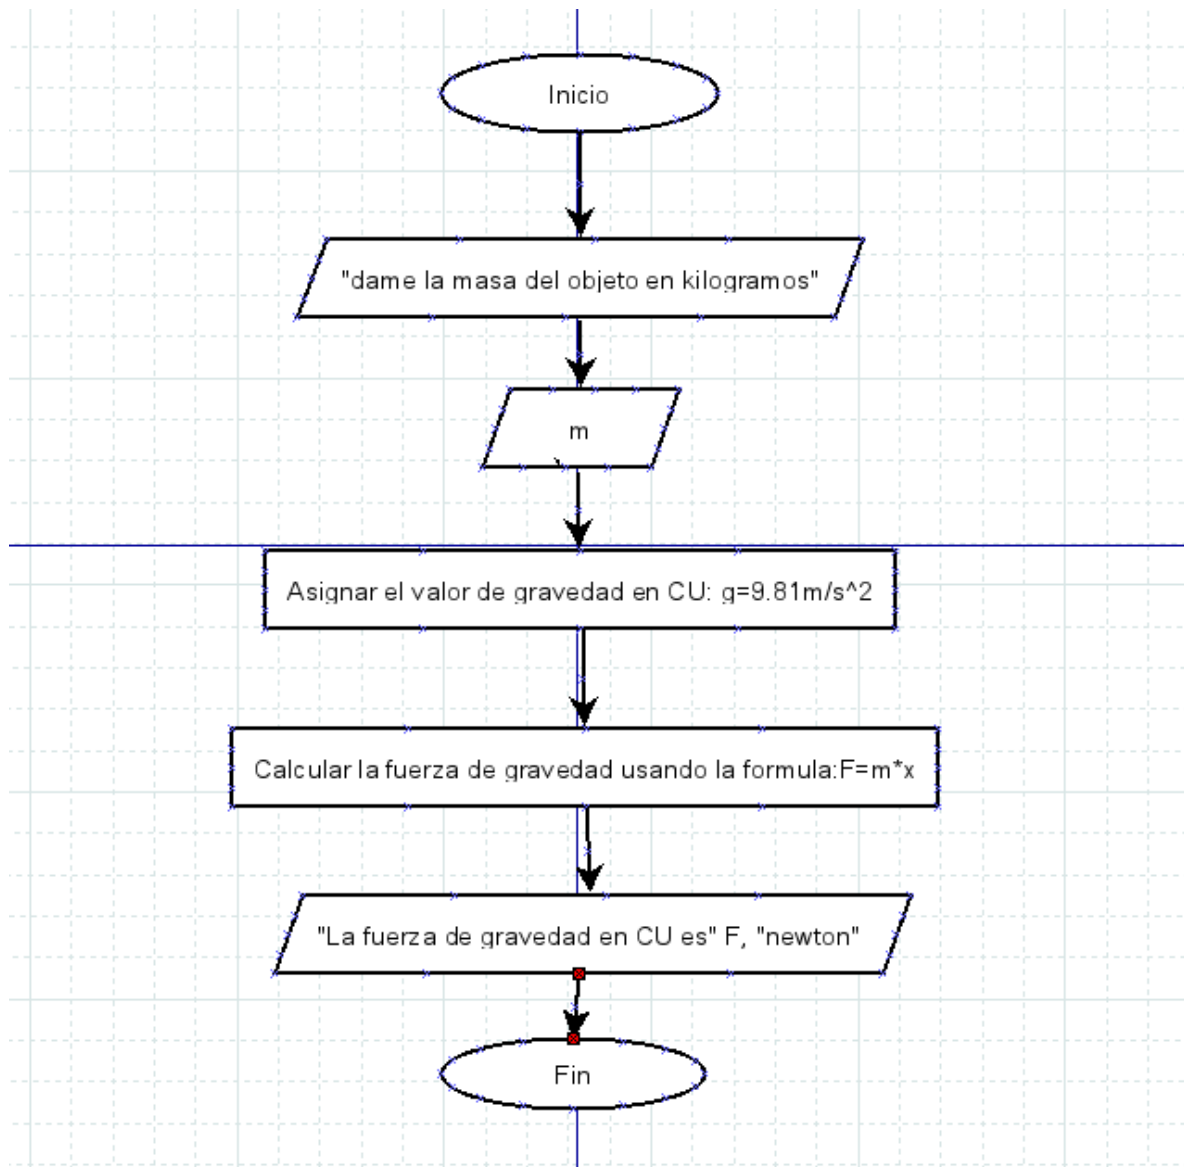 Inicio
"dame la masa del objeto en kilogramos"
m
Asignar el valor de gravedad en CU: g=9.81m/s^2
Calcular la fuerza de gravedad usando la formula:F=m*x
"La fuerza de gravedad en CU es" F, "newton"
Fin